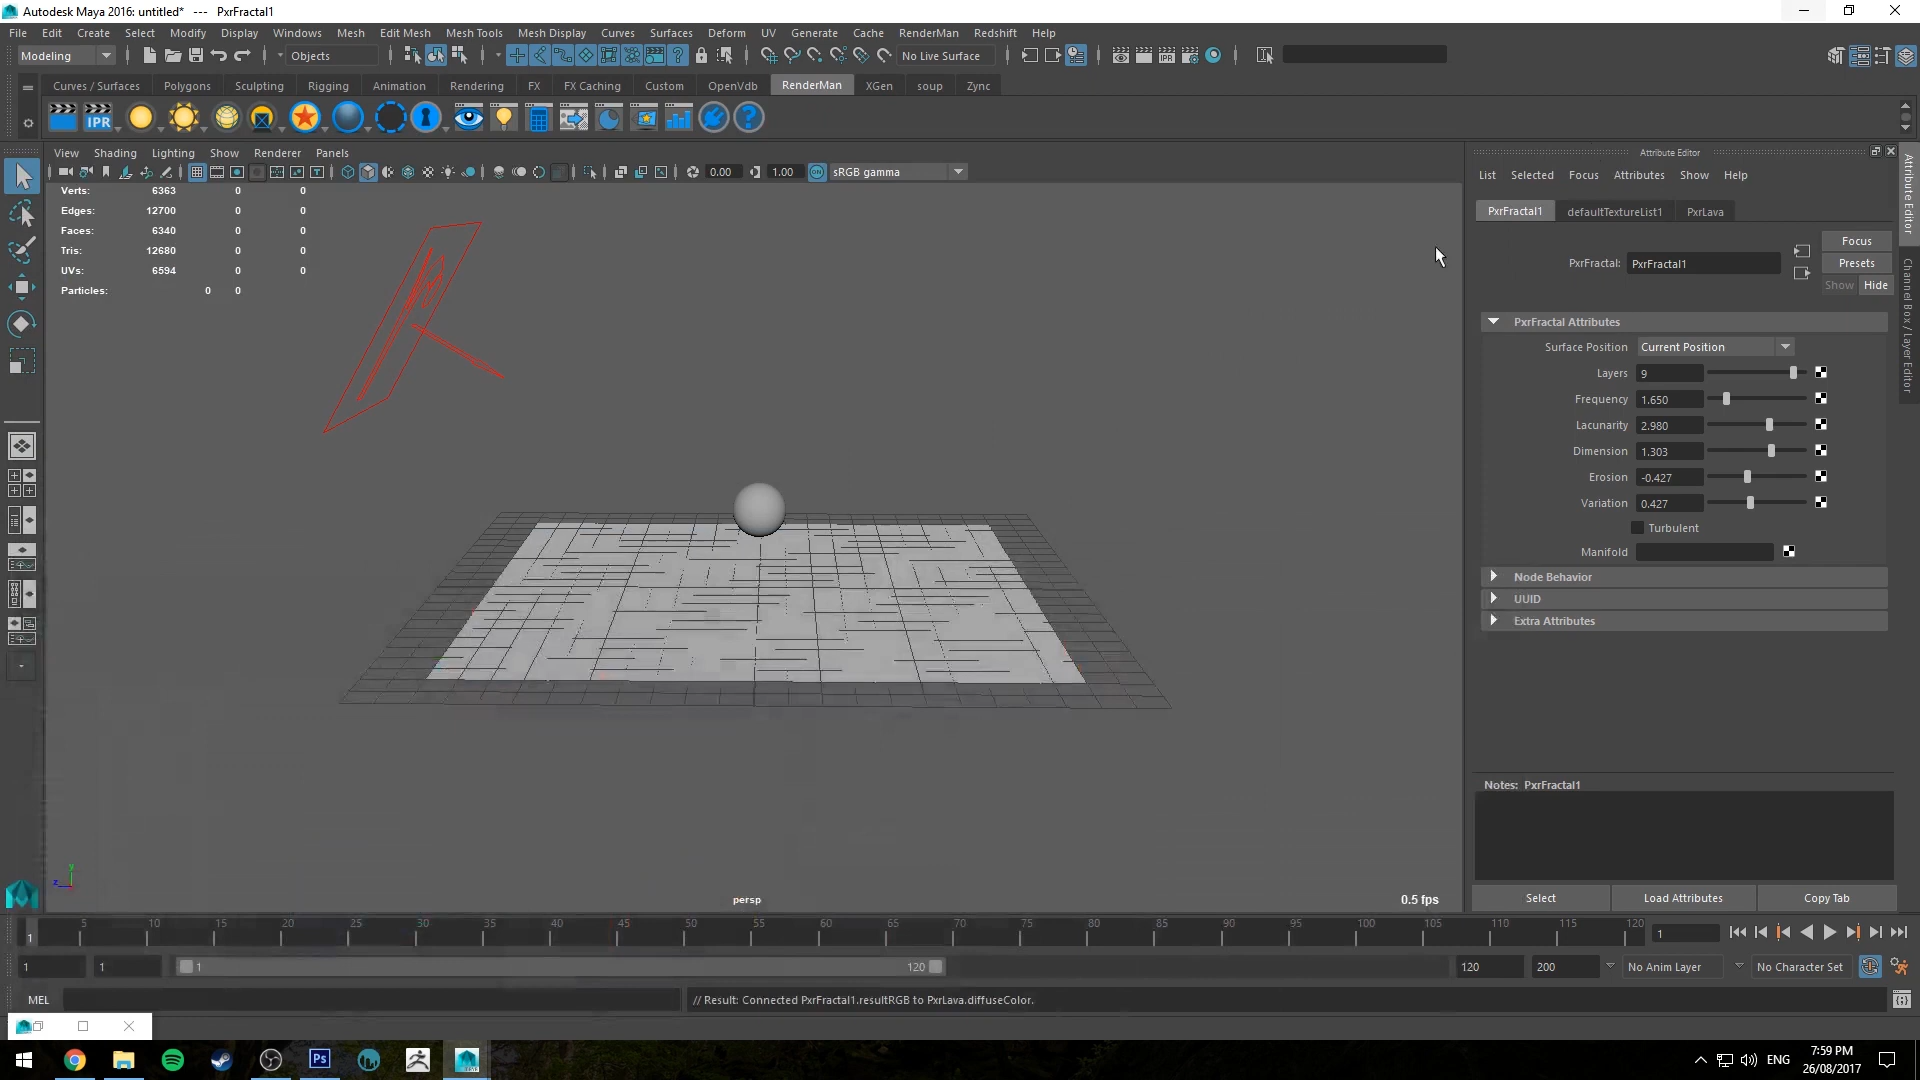 Autodesk Maya 2016: untitled* --- PxrFractal1
File Edit Create Select Modify Display Windows Mesh Edit Mesh Mesh Tools Mesh Display Curves Surfaces Deform UV Generate Cache RenderMan Redshift Help
Modeling Objects No Live Surface
Curves / Surfaces Polygons Sculpting Rigging Animation Rendering FX FX Caching Custom OpenVdb RenderMan XGen soup Zync
IPR
View Shading Lighting Show Renderer Panels
0.00 1.00 sRGB gamma
Verts: 6363 0 0
Edges: 12700 0 0
Faces: 6340 0 0
Tris: 12680 0 0
UVs: 6594 0 0
Particles: 0 0
persp
0.5 fps
Attribute Editor
List Selected Focus Attributes Show Help
PxrFractal1 defaultTextureList1 PxrLava
Focus
PxrFractal: PxrFractal1
Presets
Show Hide
PxrFractal Attributes
Surface Position Current Position
Layers 9
Frequency 1.650
Lacunarity 2.980
Dimension 1.303
Erosion -0.427
Variation 0.427
Turbulent
Manifold
Node Behavior
UUID
Extra Attributes
Notes: PxrFractal1
Select Load Attributes Copy Tab
Attribute Editor
Channel Box / Layer Editor
1 5 10 15 20 25 30 35 40 45 50 55 60 65 70 75 80 85 90 95 100 105 110 115 120 1
1 1 1 120 120 200 No Anim Layer No Character Set
MEL // Result: Connected PxrFractal1.resultRGB to PxrLava.diffuseColor.
Ps ENG 7:59 PM
26/08/2017